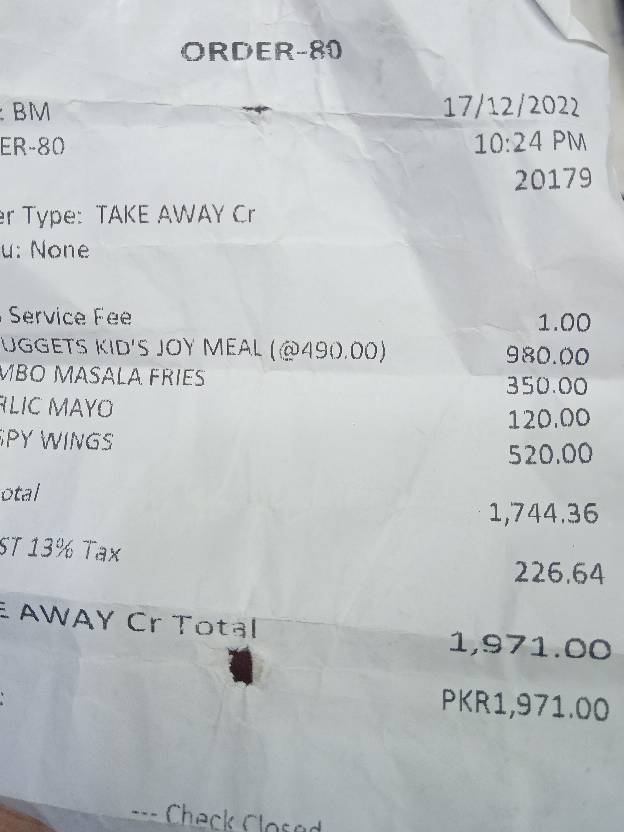 ORDER-80
: BM 17/12/2022
ER-80 10:24 PM
20179
er Type: TAKE AWAY Cr
u: None
Service Fee 1.00
UGGETS KID'S JOY MEAL (@490.00) 980.00
MBO MASALA FRIES 350.00
RLIC MAYO 120.00
SPY WINGS 520.00
otal 1,744.36
ST 13% Tax 226.64
E AWAY Cr Total 1,971.00
: PKR1,971.00
--- Check Closed